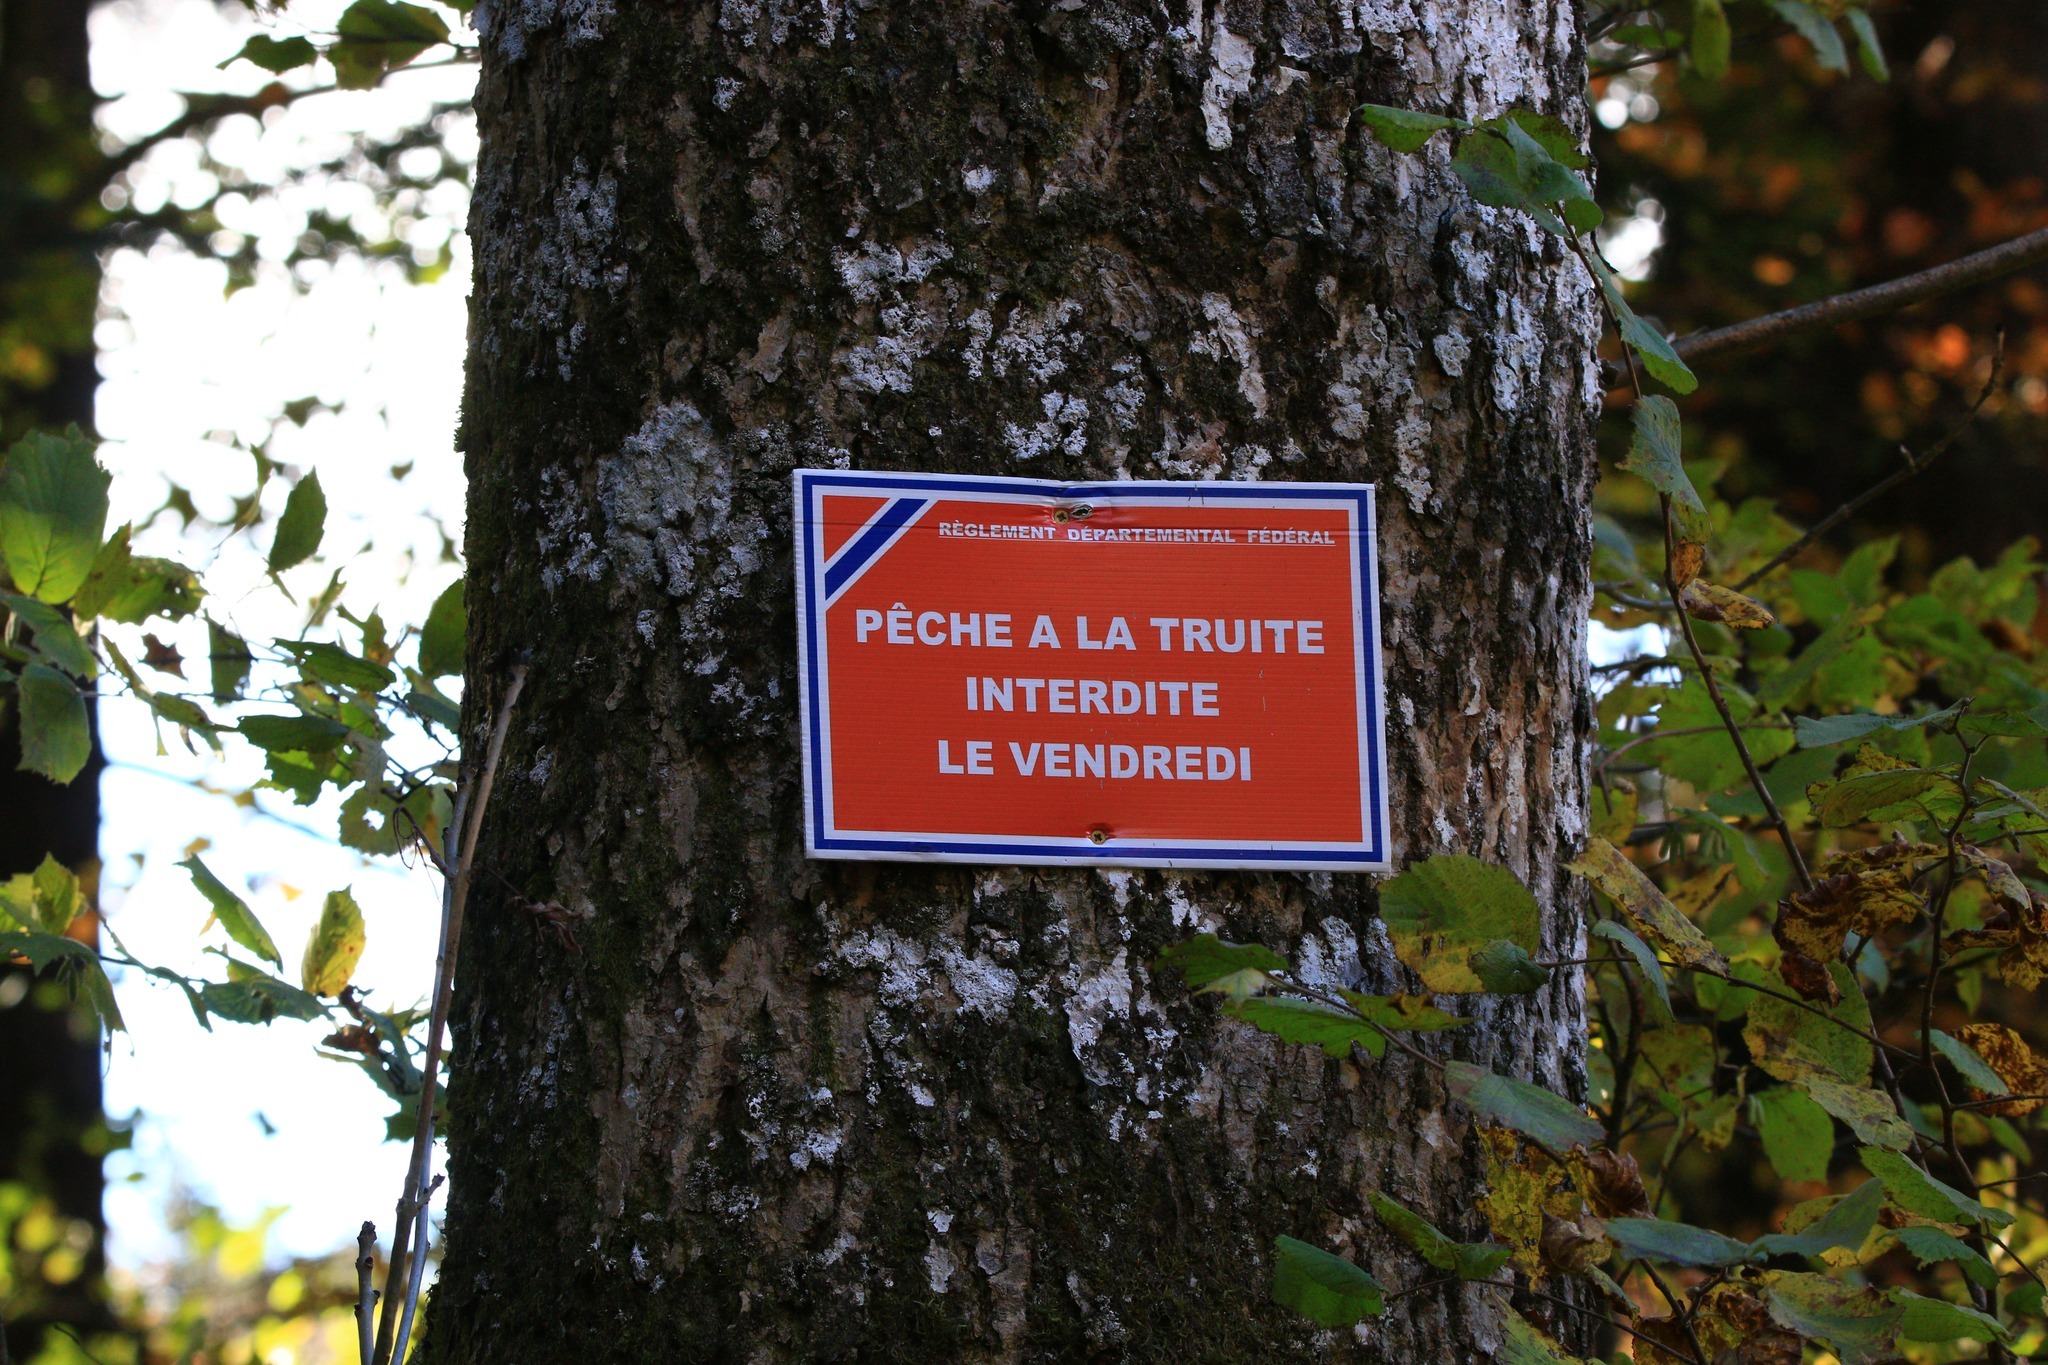 RÈGLEMENT DÉPARTEMENTAL FÉDÉRAL
PÊCHE A LA TRUITE
INTERDITE
LE VENDREDI